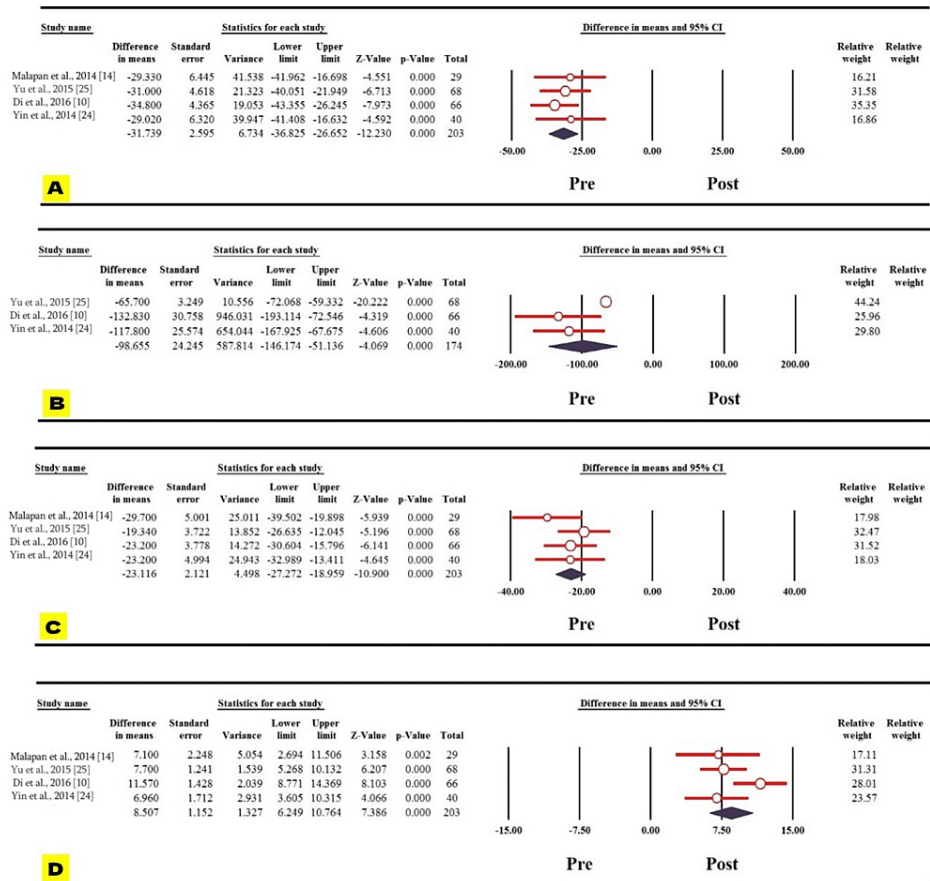 Study name Statistics for each study Difference in means and 95% CI
Difference in means Standard error Variance Lower limit Upper limit Z-Value p-Value Total Relative weight Relative weight
Malapan et al., 2014 [14] -29.330 6.445 41.538 -41.962 -16.698 -4.551 0.000 29 16.21
Yu et al., 2015 [25] -31.000 4.618 21.323 -40.051 -21.949 -6.713 0.000 68 31.58
Di et al., 2016 [10] -34.800 4.365 19.053 -43.355 -26.245 -7.973 0.000 66 35.35
Yin et al., 2014 [24] -29.020 6.320 39.947 -41.408 -16.632 -4.592 0.000 40 16.86
-31.739 2.595 6.734 -36.825 -26.652 -12.230 0.000 203
-50.00 -25.00 0.00 25.00 50.00
Pre Post
A
Study name Statistics for each study Difference in means and 95% CI
Difference in means Standard error Variance Lower limit Upper limit Z-Value p-Value Total Relative weight Relative weight
Yu et al., 2015 [25] -65.700 3.249 10.556 -72.068 -59.332 -20.222 0.000 68 44.24
Di et al., 2016 [10] -132.830 30.758 946.031 -193.114 -72.546 -4.319 0.000 66 25.96
Yin et al., 2014 [24] -117.800 25.574 654.044 -167.925 -67.675 -4.606 0.000 40 29.80
-98.655 24.245 587.814 -146.174 -51.136 -4.069 0.000 174
-200.00 -100.00 0.00 100.00 200.00
Pre Post
B
Study name Statistics for each study Difference in means and 95% CI
Difference in means Standard error Variance Lower limit Upper limit Z-Value p-Value Total Relative weight Relative weight
Malapan et al., 2014 [14] -29.700 5.001 25.011 -39.502 -19.898 -5.939 0.000 29 17.98
Yu et al., 2015 [25] -19.340 3.722 13.852 -26.635 -12.045 -5.196 0.000 68 32.47
Di et al., 2016 [10] -23.200 3.778 14.272 -30.604 -15.796 -6.141 0.000 66 31.52
Yin et al., 2014 [24] -23.200 4.994 24.943 -32.989 -13.411 -4.645 0.000 40 18.03
-23.116 2.121 4.498 -27.272 -18.959 -10.900 0.000 203
-40.00 -20.00 0.00 20.00 40.00
Pre Post
C
Study name Statistics for each study Difference in means and 95% CI
Difference in means Standard error Variance Lower limit Upper limit Z-Value p-Value Total Relative weight Relative weight
Malapan et al., 2014 [14] 7.100 2.248 5.054 2.694 11.506 3.158 0.002 29 17.11
Yu et al., 2015 [25] 7.700 1.241 1.539 5.268 10.132 6.207 0.000 68 31.31
Di et al., 2016 [10] 11.570 1.428 2.039 8.771 14.369 8.103 0.000 66 28.01
Yin et al., 2014 [24] 6.960 1.712 2.931 3.605 10.315 4.066 0.000 40 23.57
8.507 1.152 1.327 6.249 10.764 7.386 0.000 203
-15.00 -7.50 0.00 7.50 15.00
Pre Post
D